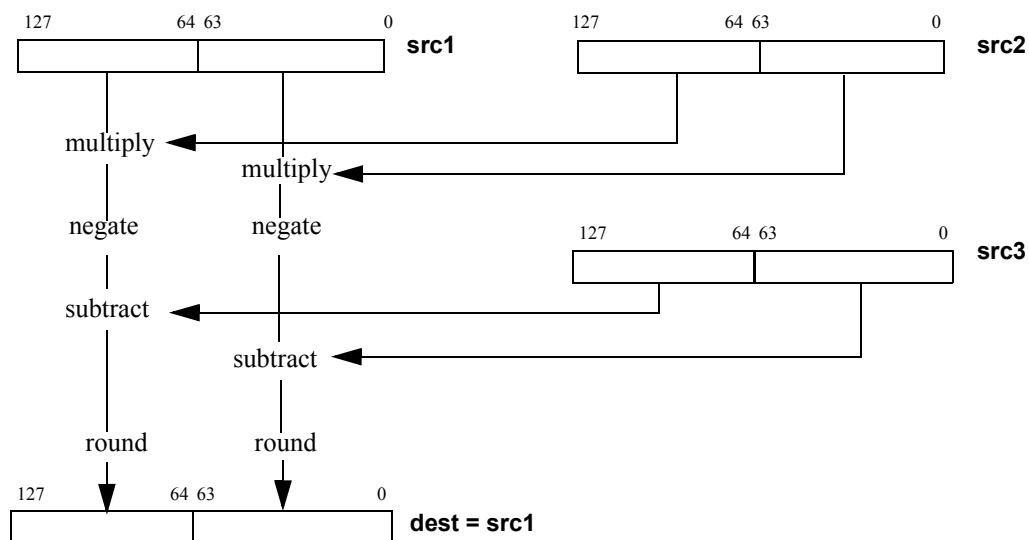 127 64 63 0 src1
127 64 63 0 src2
multiply
multiply
negate negate
127 64 63 0 src3
subtract
subtract
round round
127 64 63 0
dest = src1